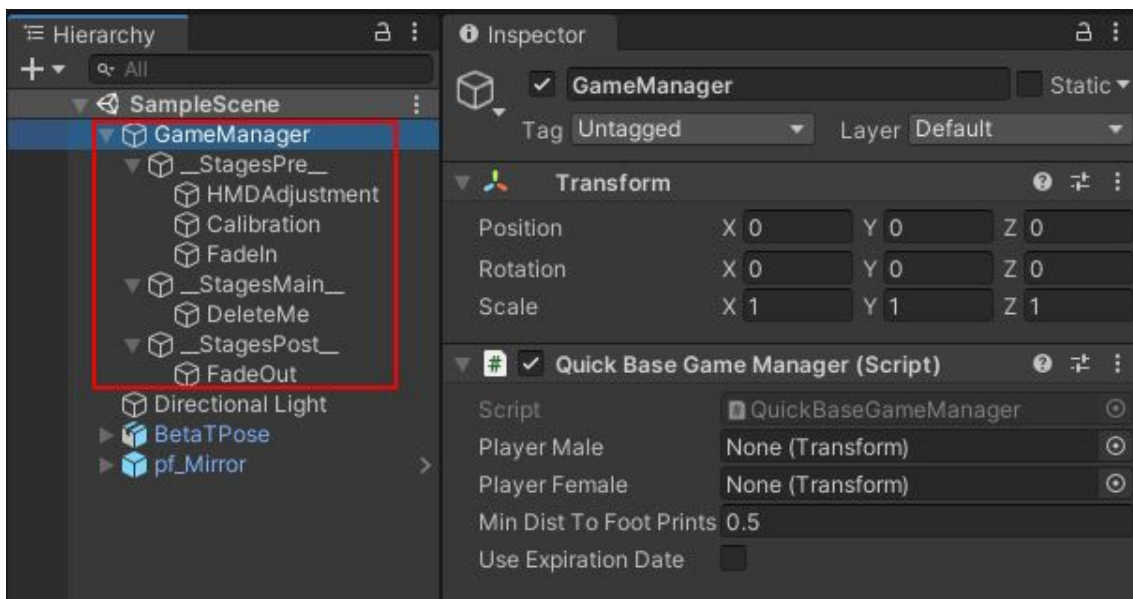 Hierarchy
All
SampleScene
GameManager
__StagesPre__
HMDAdjustment
Calibration
FadeIn
__StagesMain__
DeleteMe
__StagesPost__
FadeOut
Directional Light
BetaTPose
pf_Mirror
Inspector
GameManager Static
Tag Untagged Layer Default
Transform
Position X 0 Y 0 Z 0
Rotation X 0 Y 0 Z 0
Scale X 1 Y 1 Z 1
# Quick Base Game Manager (Script)
Script # QuickBaseGameManager
Player Male None (Transform)
Player Female None (Transform)
Min Dist To Foot Prints 0.5
Use Expiration Date